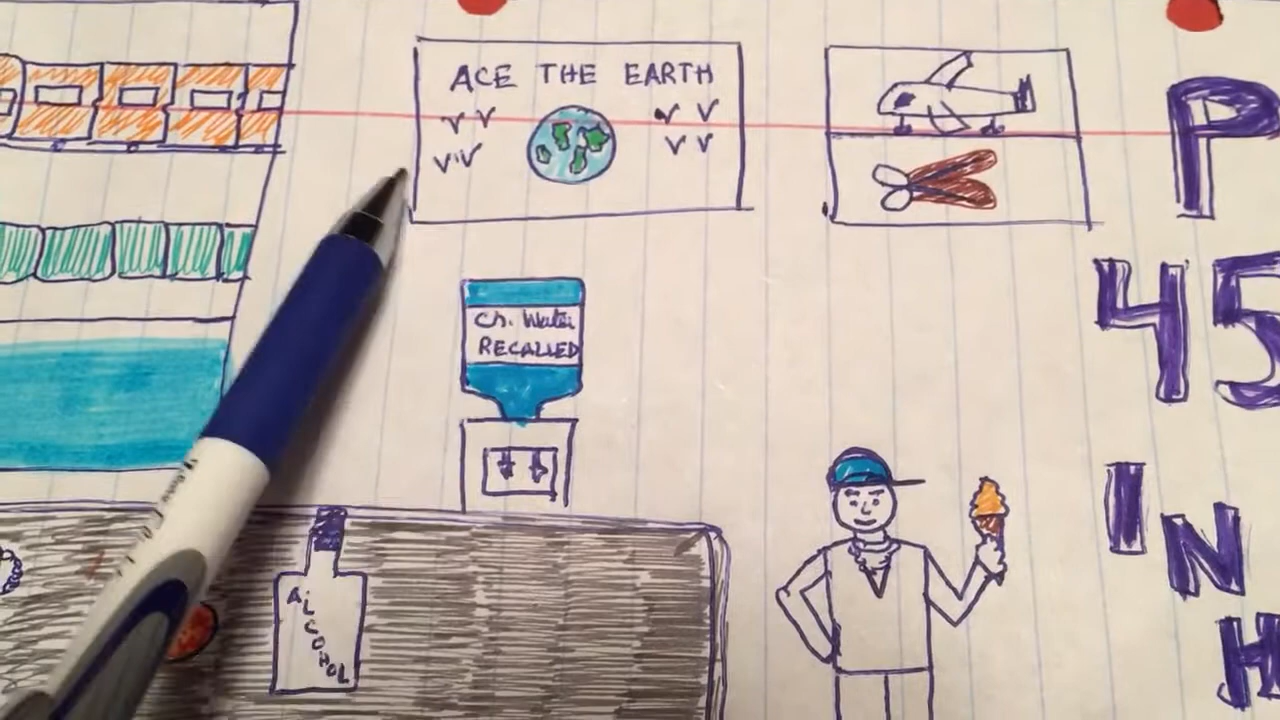 ACE THE EARTH
Ch. Water
RECALLED
ALCOHOL
P
45
IN
H